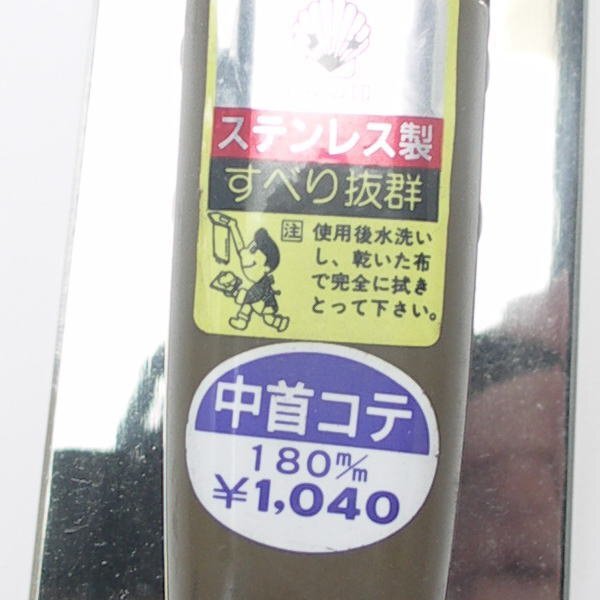 ステンレス製
すべり抜群
注 使用後水洗い
し、乾いた布
で完全に拭き
とって下さい。
中首コテ
180m/m
¥1,040